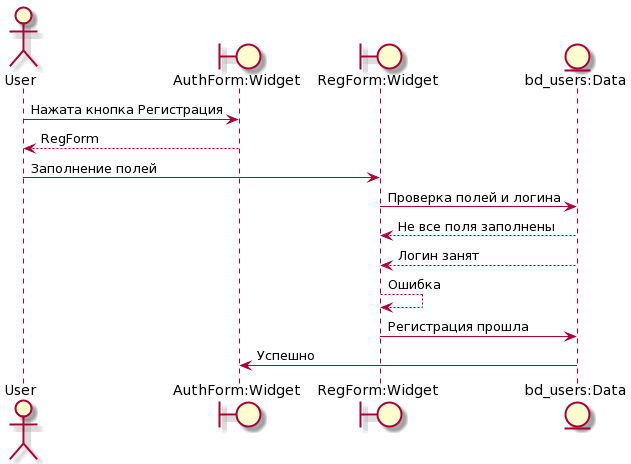 User
AuthForm:Widget
RegForm:Widget
bd_users:Data
Нажата кнопка Регистрация
RegForm
Заполнение полей
Проверка полей и логина
Не все поля заполнены
Логин занят
Ошибка
Регистрация прошла
Успешно
User
AuthForm:Widget
RegForm:Widget
bd_users:Data